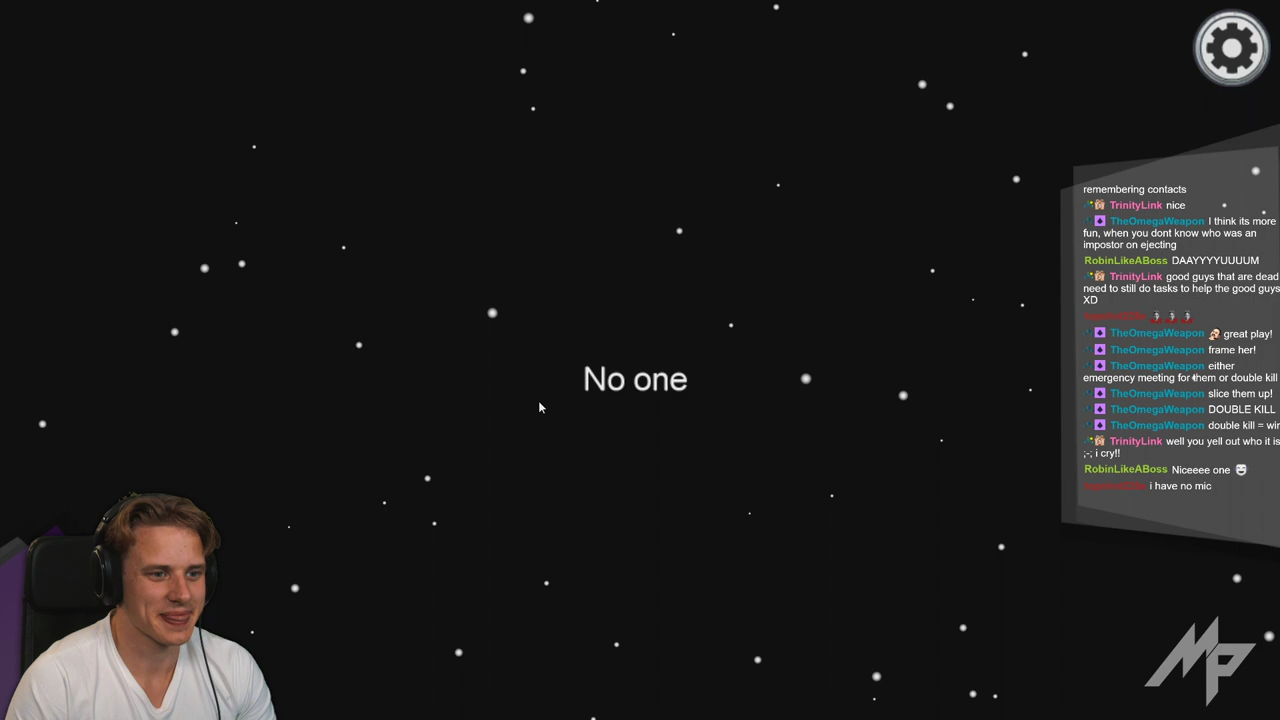 remembering contacts
TrinityLink nice
TheOmegaWeapon I think its more
fun, when you dont know who was an
impostor on ejecting
RobinLikeABoss DAAYYYYUUUUM
TrinityLink good guys that are dead
need to still do tasks to help the good guys
XD
TheOmegaWeapon great play!
TheOmegaWeapon frame her!
TheOmegaWeapon either
emergency meeting for them or double kill
No one
TheOmegaWeapon slice them up!
TheOmegaWeapon DOUBLE KILL
TheOmegaWeapon double kill = win
TrinityLink well you yell out who it is
;-; i cry!!
RobinLikeABoss Niceeee one
i have no mic
MP